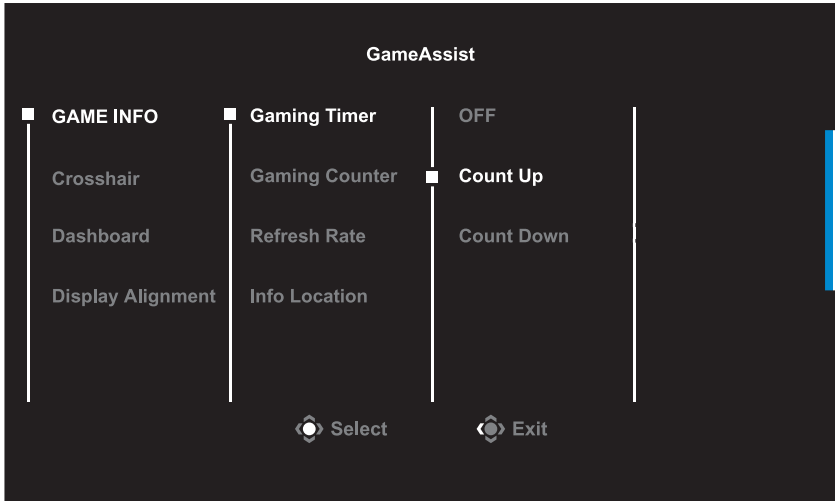 GameAssist
GAME INFO
Crosshair
Dashboard
Display Alignment
Gaming Timer
Gaming Counter
Refresh Rate
Info Location
OFF
Count Up
Count Down
Select
Exit